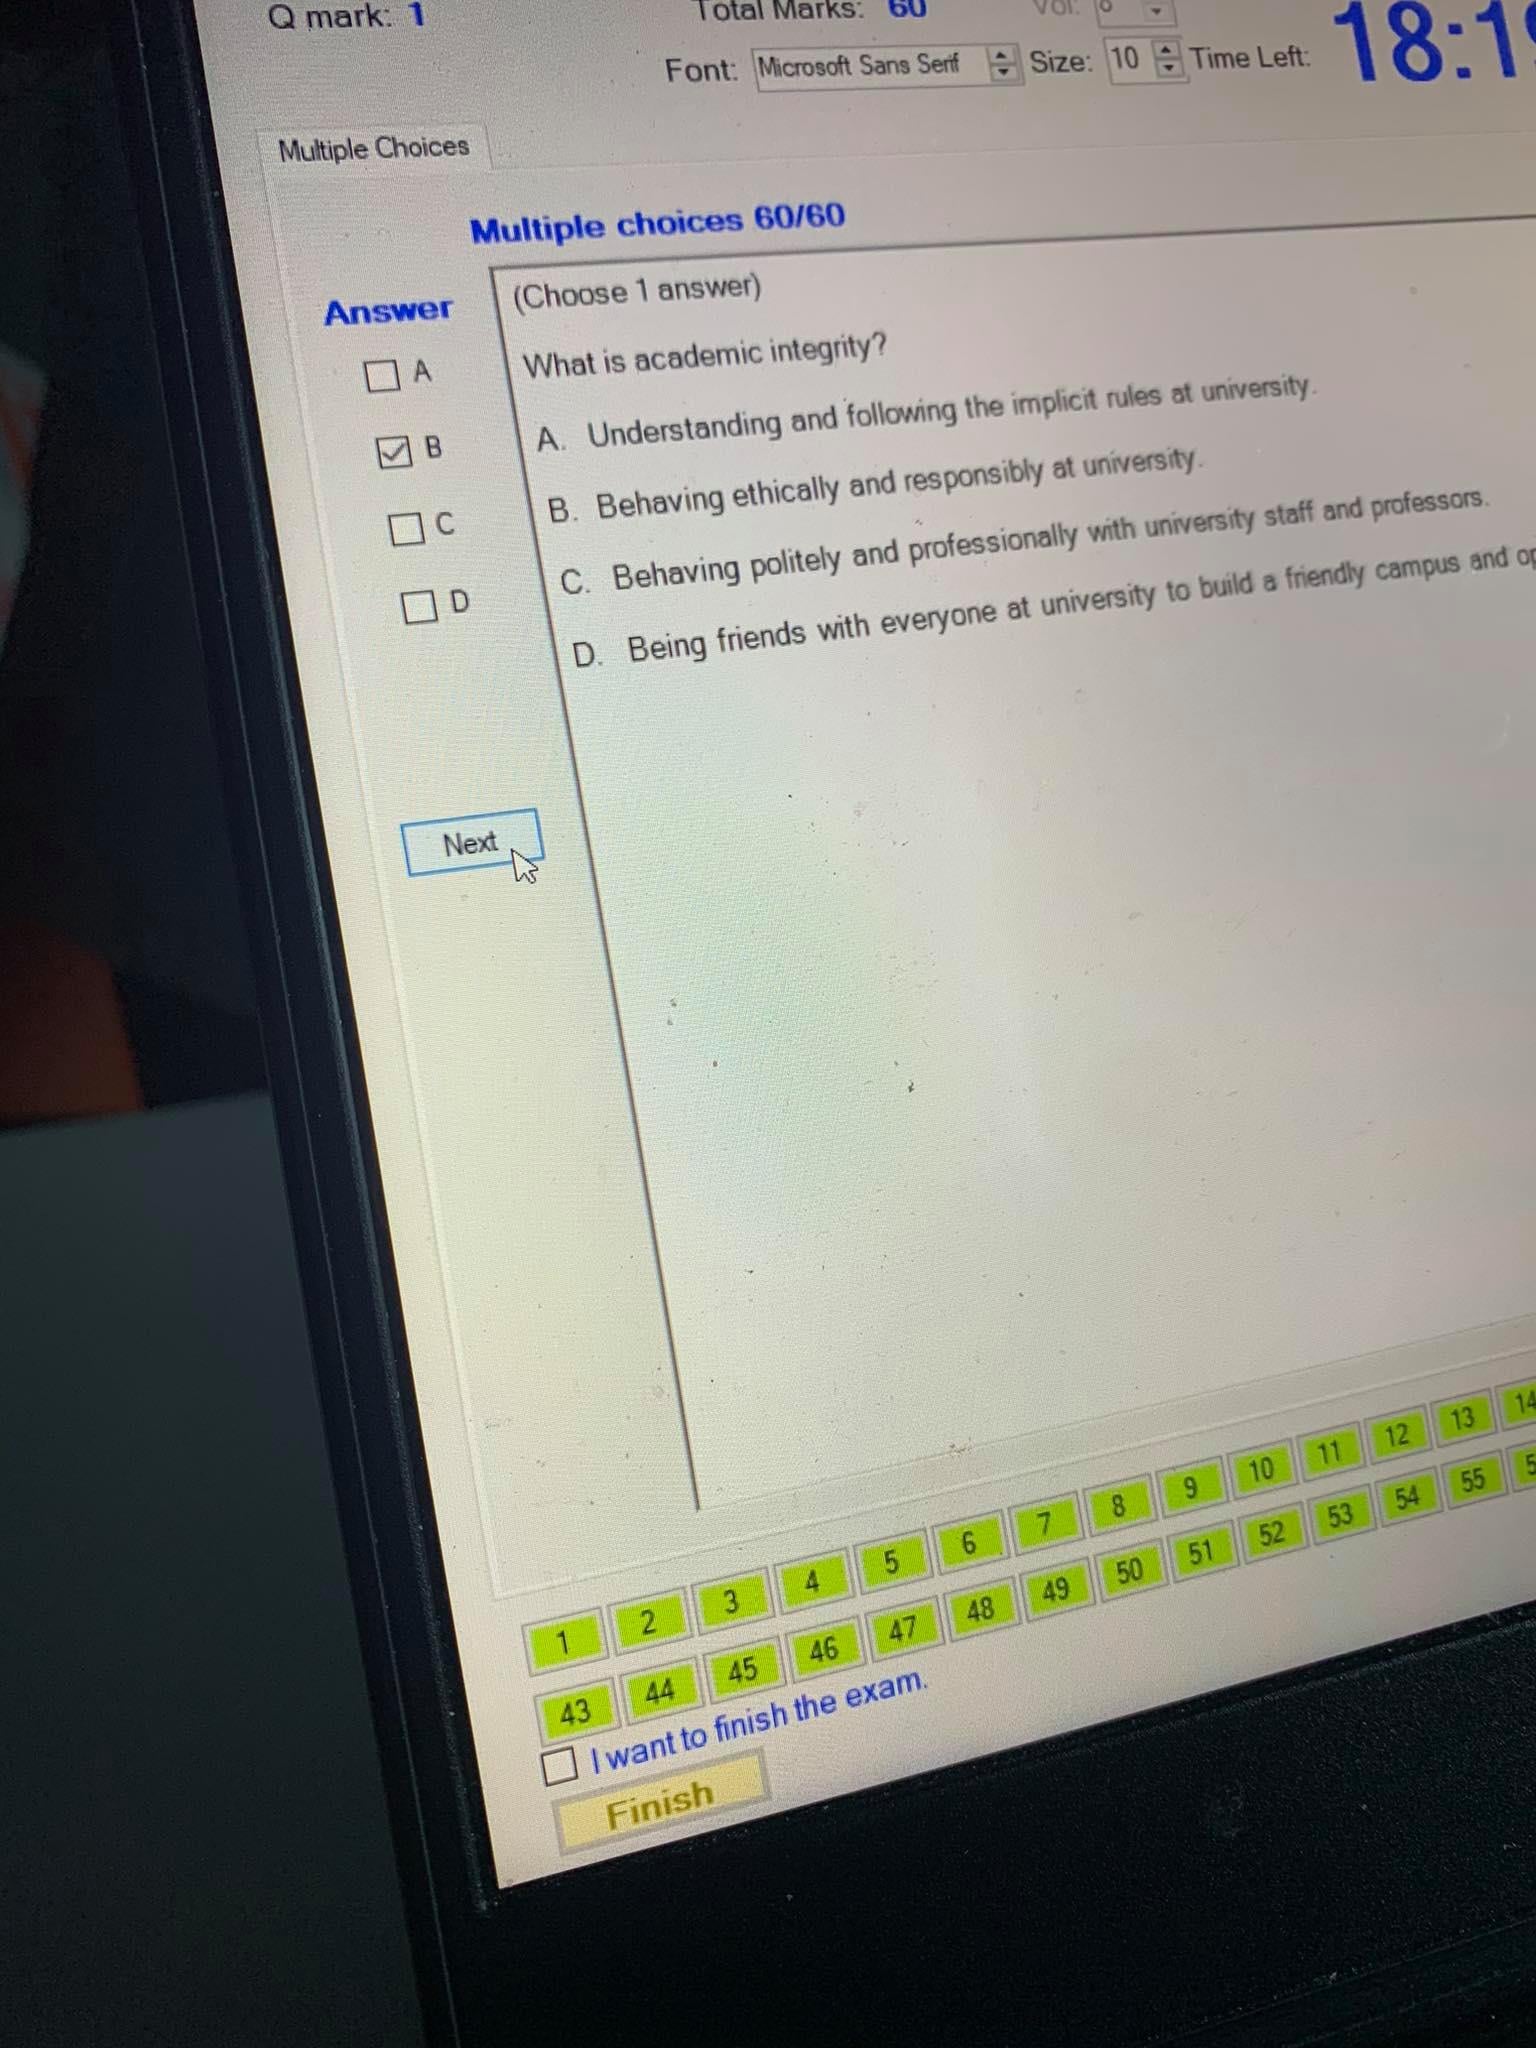 Q mark: 1 Total Marks: 60 Vol:
Font: Microsoft Sans Serif Size: 10 Time Left: 18:1
Multiple Choices
Multiple choices 60/60
Answer
A
B
C
D
(Choose 1 answer)
What is academic integrity?
A. Understanding and following the implicit rules at university.
B. Behaving ethically and responsibly at university.
C. Behaving politely and professionally with university staff and professors.
D. Being friends with everyone at university to build a friendly campus and
Next
1 2 3 4 5 6 7 8 9 10 11 12 13 14
43 44 45 46 47 48 49 50 51 52 53 54 55
I want to finish the exam.
Finish